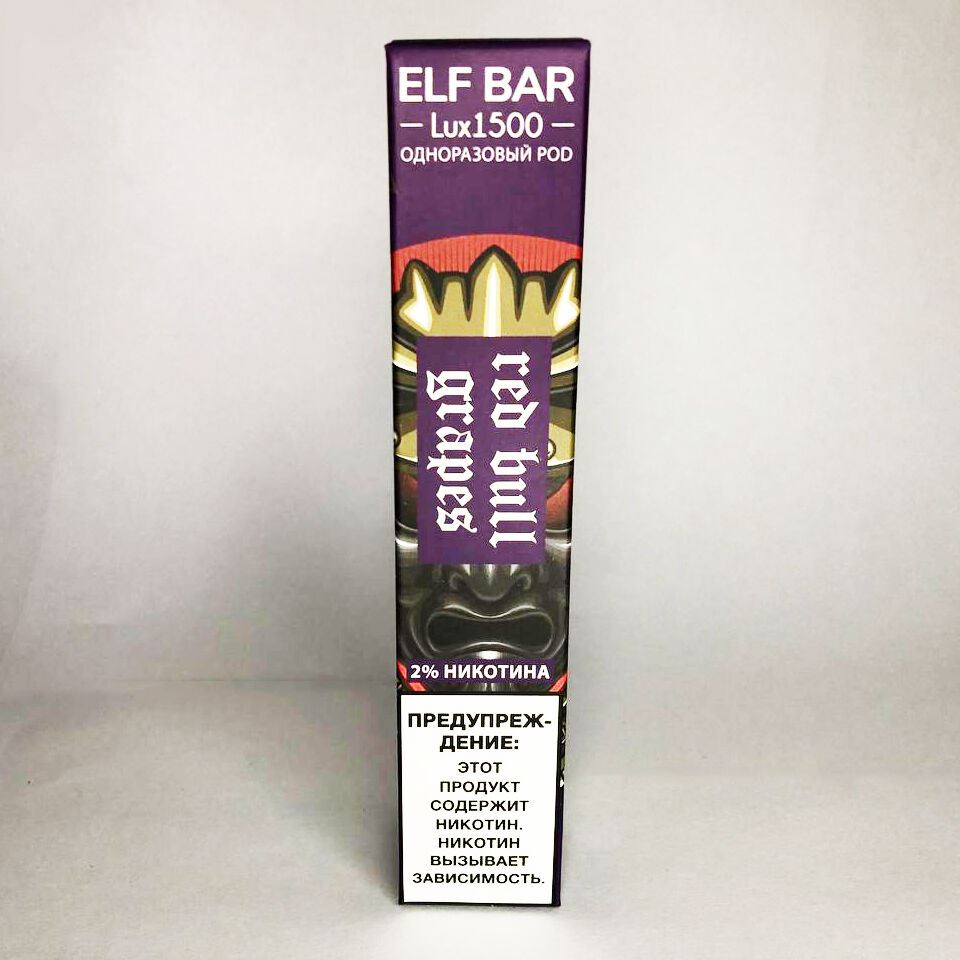 ELF BAR
— Lux1500 —
ОДНОРАЗОВЫЙ POD
red bull
grapes
2% НИКОТИНА
ПРЕДУПРЕЖ-
ДЕНИЕ:
ЭТОТ
ПРОДУКТ
СОДЕРЖИТ
НИКОТИН.
НИКОТИН
ВЫЗЫВАЕТ
ЗАВИСИМОСТЬ.